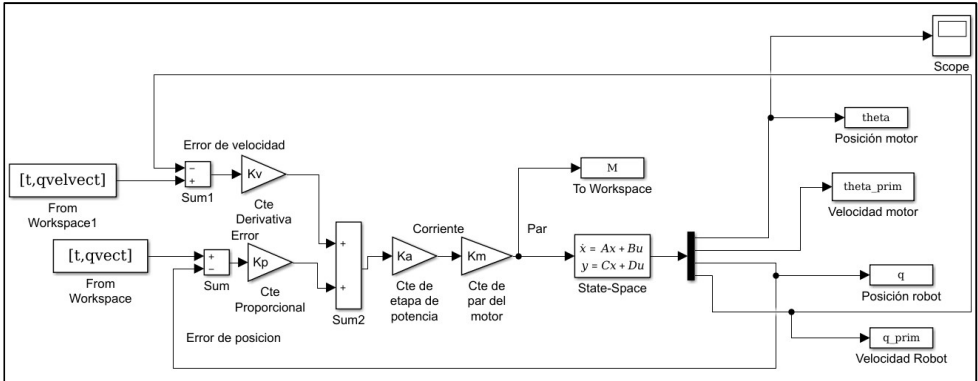 Scope
theta
Posición motor
Error de velocidad
[t,qvelvect]
−
+
Kv
M
theta_prim
From
Workspace1
Sum1
Cte
Derivativa
To Workspace
Velocidad motor
Error
Corriente
Par
[t,qvect]
+
−
Kp
+
+
Ka
Km
ẋ = Ax + Bu
y = Cx + Du
q
From
Workspace
Sum
Cte
Proporcional
Sum2
Cte de
etapa de
potencia
Cte de
par del
motor
State-Space
Posición robot
Error de posicion
q_prim
Velocidad Robot